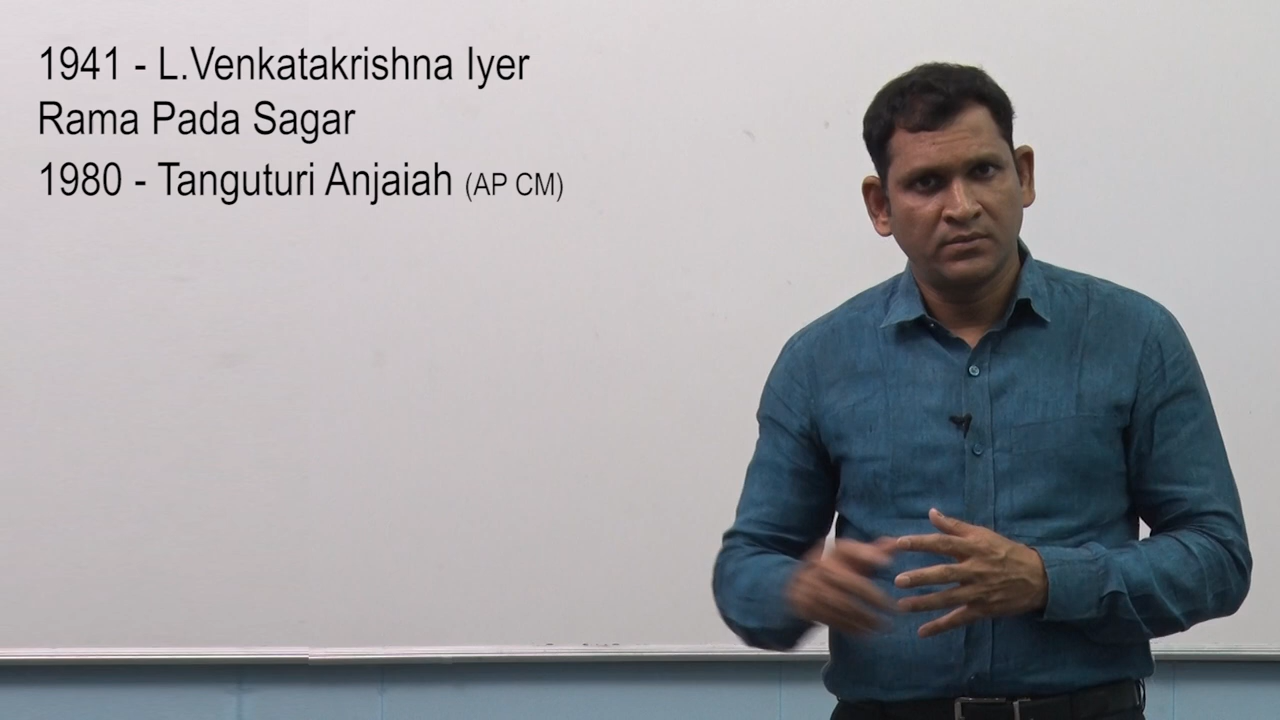 1941 - L.Venkatakrishna Iyer
Rama Pada Sagar
1980 - Tanguturi Anjaiah (AP CM)